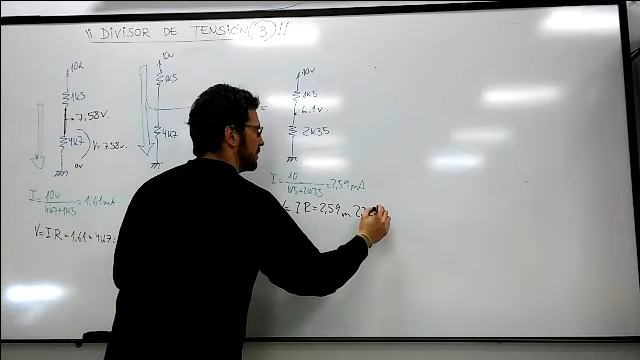 ¡¡ DIVISOR DE TENSIÓN (3) !!
10v
1K5
7,58v.
4K7
V=7.58v.
0v
I = 10v / 4K7+1K5 = 1,61mA
V=I.R=1,61*4K7=
10v
1K5
4K7
=
10v
1K5
6.1v.
2K35
I = 10 / 1K5+2K35 = 2,59mA
V= I R = 2,59m